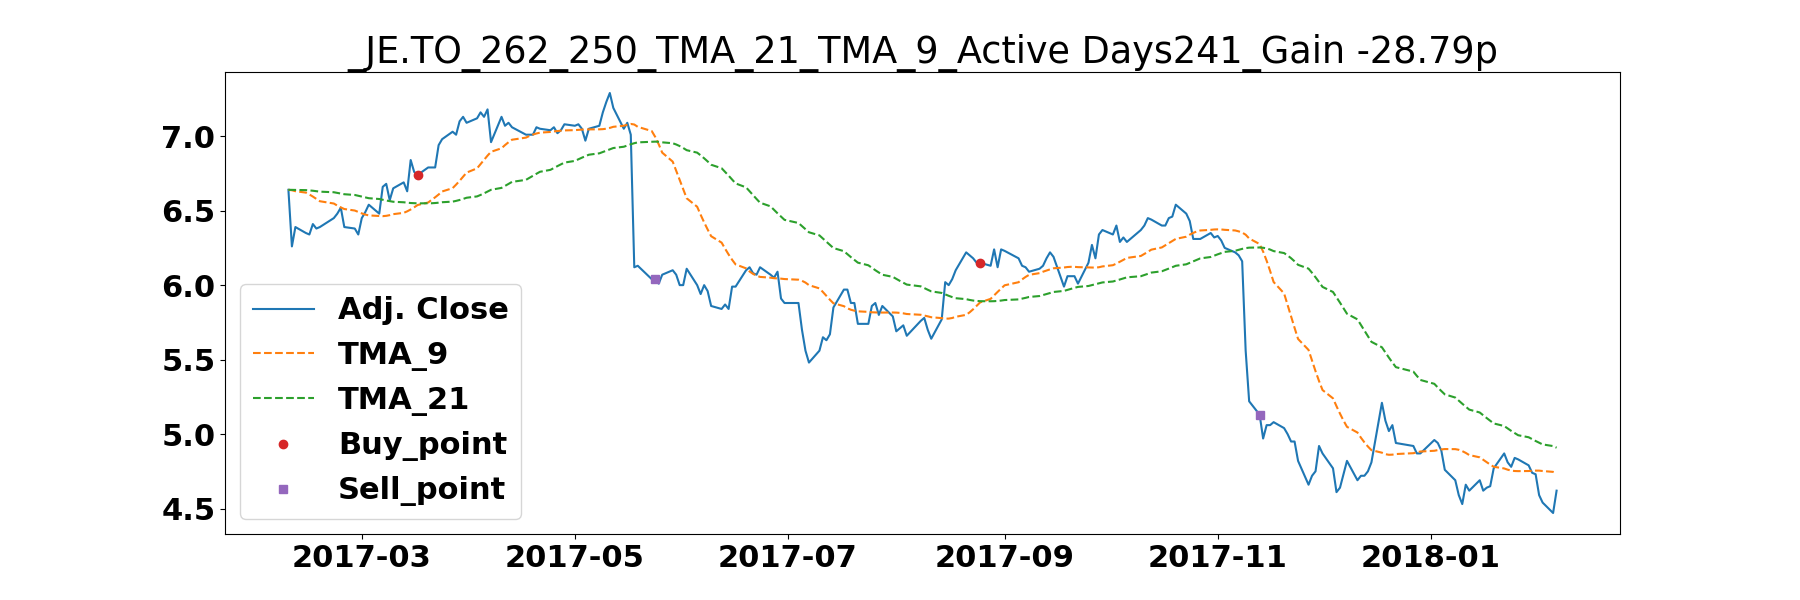 _JE.TO_262_250_TMA_21_TMA_9_Active Days241_Gain -28.79p
7.0
6.5
6.0
5.5
5.0
4.5
Adj. Close
TMA_9
TMA_21
Buy_point
Sell_point
2017-03 2017-05 2017-07 2017-09 2017-11 2018-01